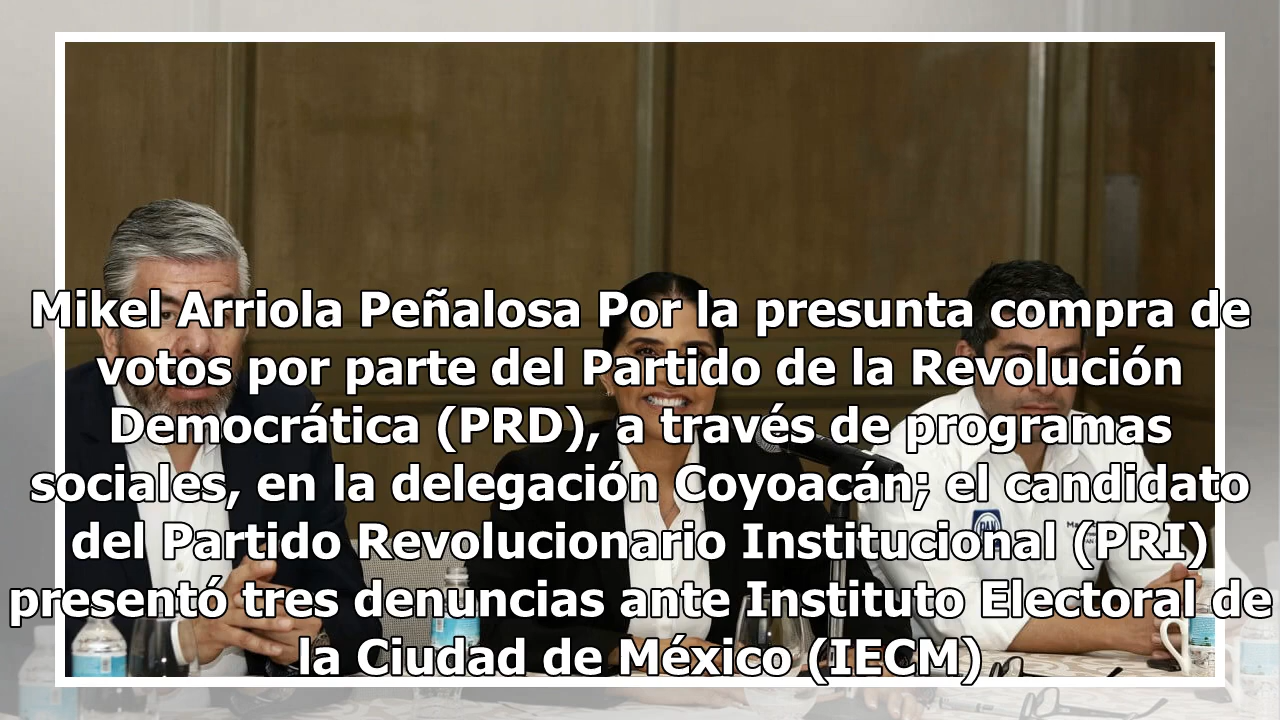 Mikel Arriola Peñalosa Por la presunta compra de
votos por parte del Partido de la Revolución
Democrática (PRD), a través de programas
sociales, en la delegación Coyoacán; el candidato
del Partido Revolucionario Institucional (PRI)
presentó tres denuncias ante Instituto Electoral de
la Ciudad de México (IECM)
PAN